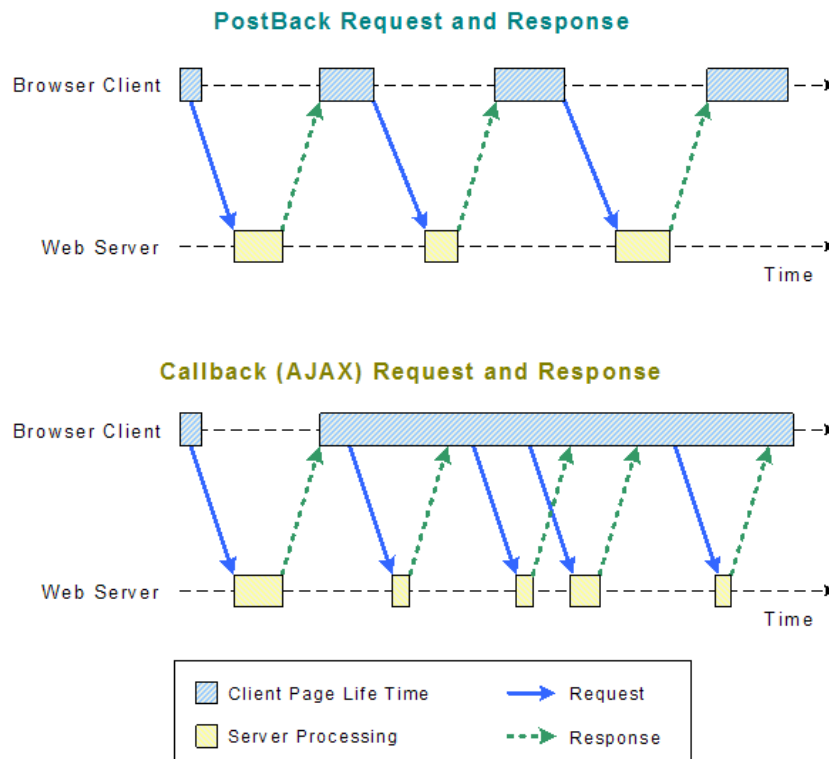 PostBack Request and Response
Browser Client
Web Server
Time
Callback (AJAX) Request and Response
Browser Client
Web Server
Time
Client Page Life Time
Request
Server Processing
Response